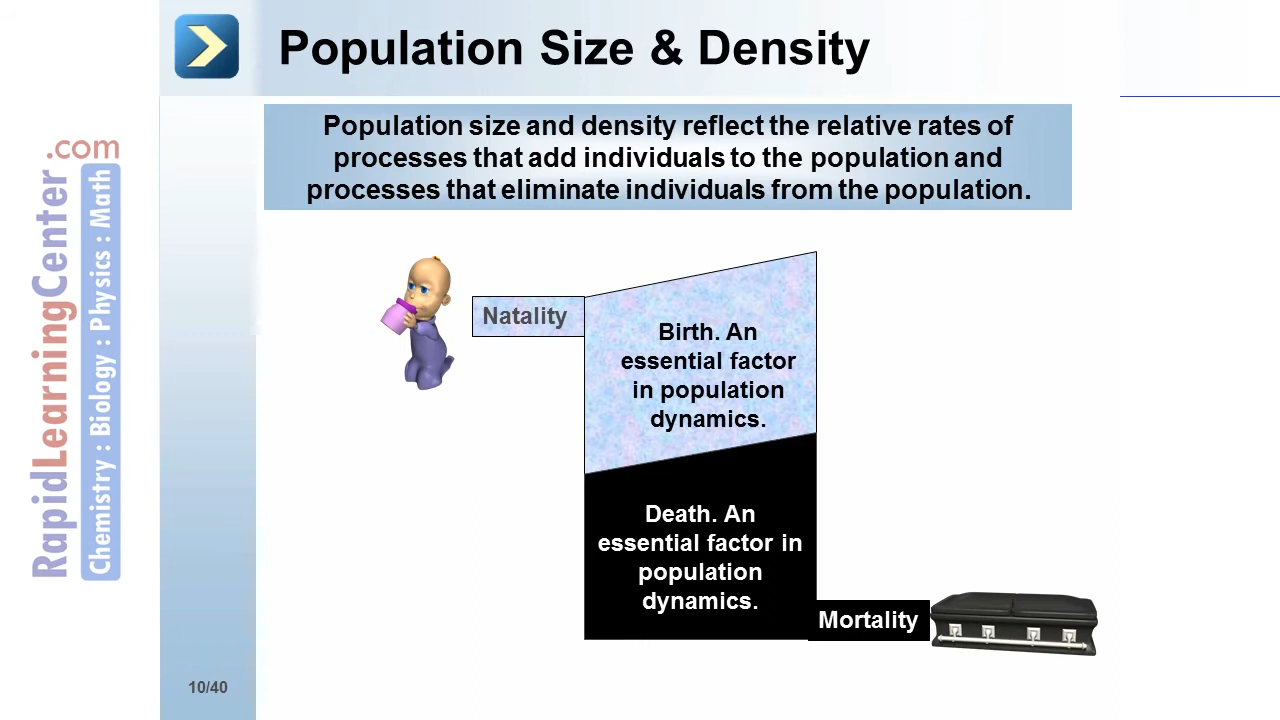 Population Size & Density
Population size and density reflect the relative rates of
processes that add individuals to the population and
processes that eliminate individuals from the population.
Natality
Birth. An
essential factor
in population
dynamics.
Death. An
essential factor in
population
dynamics.
Mortality
RapidLearningCenter.com
Chemistry : Biology : Physics : Math
10/40